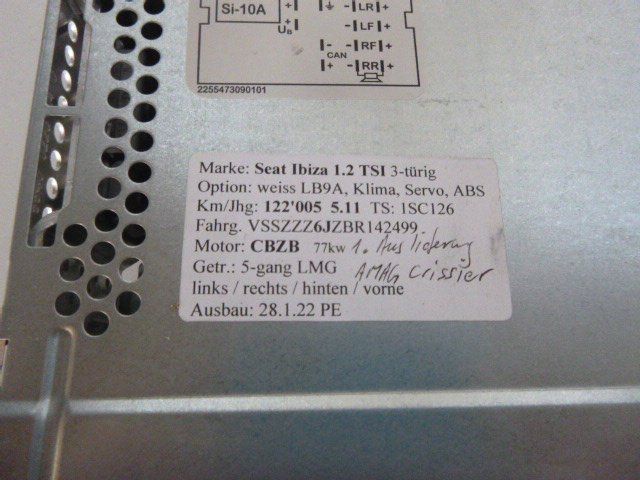 Si-10A + ⏚ -LR+
+
UB -LF+
- -RF+
CAN
+ -RR+
2255473090101
Marke: Seat Ibiza 1.2 TSI 3-türig
Option: weiss LB9A, Klima, Servo, ABS
Km/Jhg: 122'005 5.11 TS: 1SC126
Fahrg. VSSZZZ6JZBR142499
Motor: CBZB 77kw 1. Auslieferung
Getr.: 5-gang LMG AMAG Crissier
links / rechts / hinten / vorne
Ausbau: 28.1.22 PE